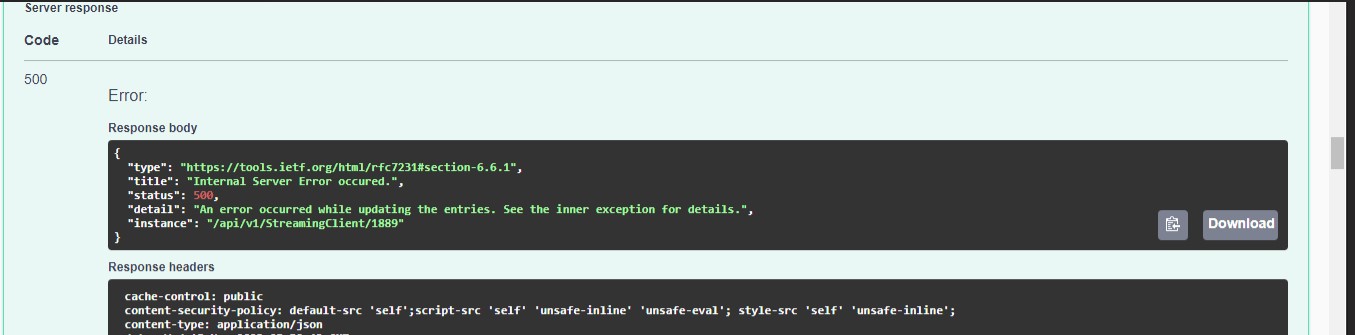 Server response
Code Details
500
Error:
Response body
{
"type": "https://tools.ietf.org/html/rfc7231#section-6.6.1",
"title": "Internal Server Error occured.",
"status": 500,
"detail": "An error occurred while updating the entries. See the inner exception for details.",
"instance": "/api/v1/StreamingClient/1889"
}
Download
Response headers
cache-control: public
content-security-policy: default-src 'self';script-src 'self' 'unsafe-inline' 'unsafe-eval'; style-src 'self' 'unsafe-inline';
content-type: application/json